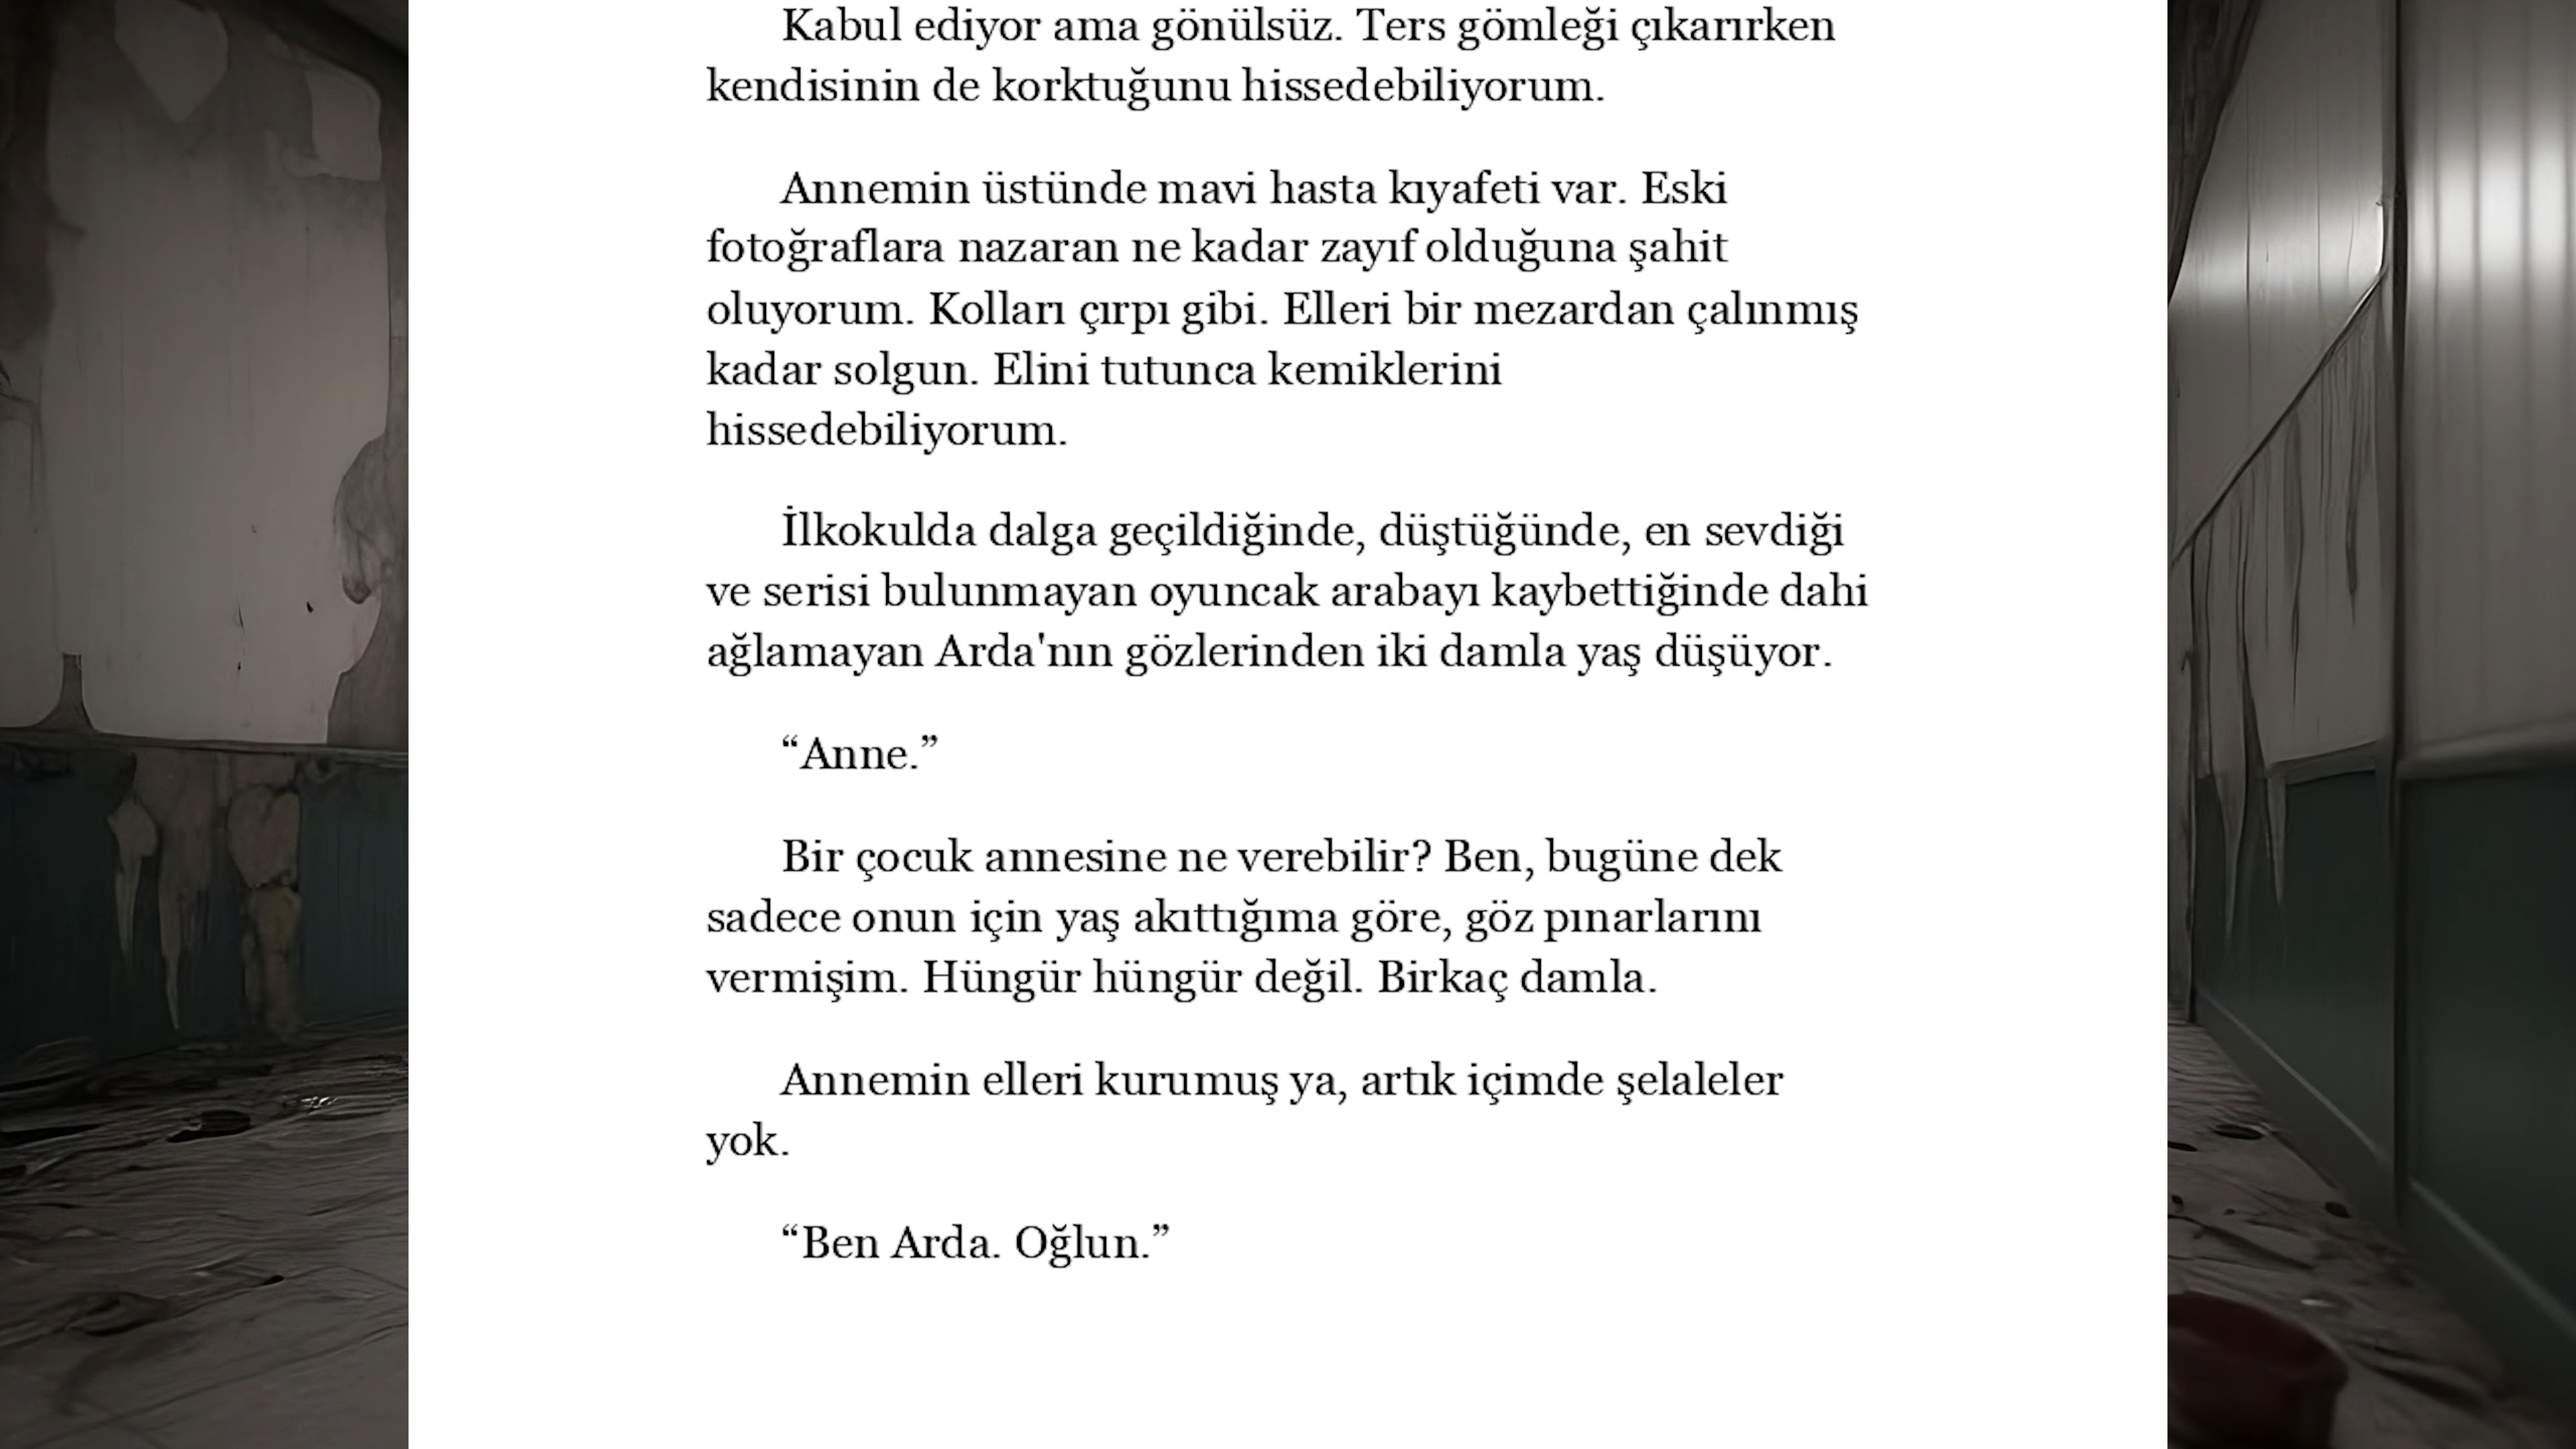 Kabul ediyor ama gönülsüz. Ters gömleği çıkarırken
kendisinin de korktuğunu hissedebiliyorum.
Annemin üstünde mavi hasta kıyafeti var. Eski
fotoğraflara nazaran ne kadar zayıf olduğuna şahit
oluyorum. Kolları çırpı gibi. Elleri bir mezardan çalınmış
kadar solgun. Elini tutunca kemiklerini
hissedebiliyorum.
İlkokulda dalga geçildiğinde, düştüğünde, en sevdiği
ve serisi bulunmayan oyuncak arabayı kaybettiğinde dahi
ağlamayan Arda'nın gözlerinden iki damla yaş düşüyor.
“Anne.”
Bir çocuk annesine ne verebilir? Ben, bugüne dek
sadece onun için yaş akıttığıma göre, göz pınarlarını
vermişim. Hüngür hüngür değil. Birkaç damla.
Annemin elleri kurumuş ya, artık içimde şelaleler
yok.
“Ben Arda. Oğlun.”